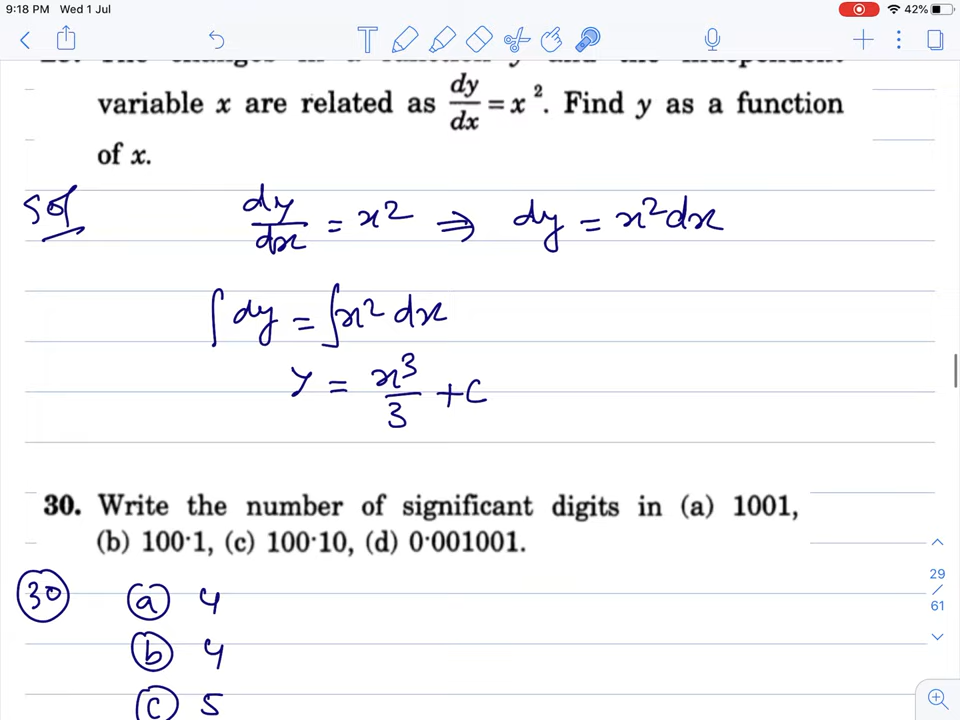 9:18 PM Wed 1 Jul 42%
variable x are related as dy/dx = x². Find y as a function
of x.
Sol dy/dx = x² ⇒ dy = x²dx
∫dy = ∫x² dx
y = x³/3 + C
30. Write the number of significant digits in (a) 1001,
(b) 100·1, (c) 100·10, (d) 0·001001.
30 a 4
b 4
c 5
29
/
61